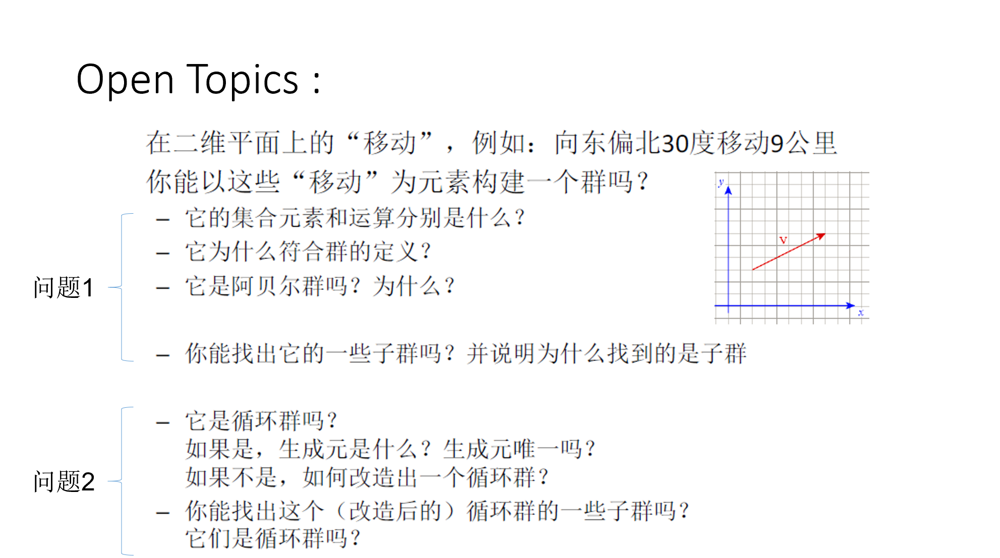 Open Topics :
在二维平面上的“移动”，例如：向东偏北30度移动9公里
你能以这些“移动”为元素构建一个群吗？
– 它的集合元素和运算分别是什么？
– 它为什么符合群的定义？
– 它是阿贝尔群吗？为什么？
问题1
– 你能找出它的一些子群吗？并说明为什么找到的是子群
y
v
x
– 它是循环群吗？
如果是，生成元是什么？生成元唯一吗？
如果不是，如何改造出一个循环群？
问题2
– 你能找出这个（改造后的）循环群的一些子群吗？
它们是循环群吗？